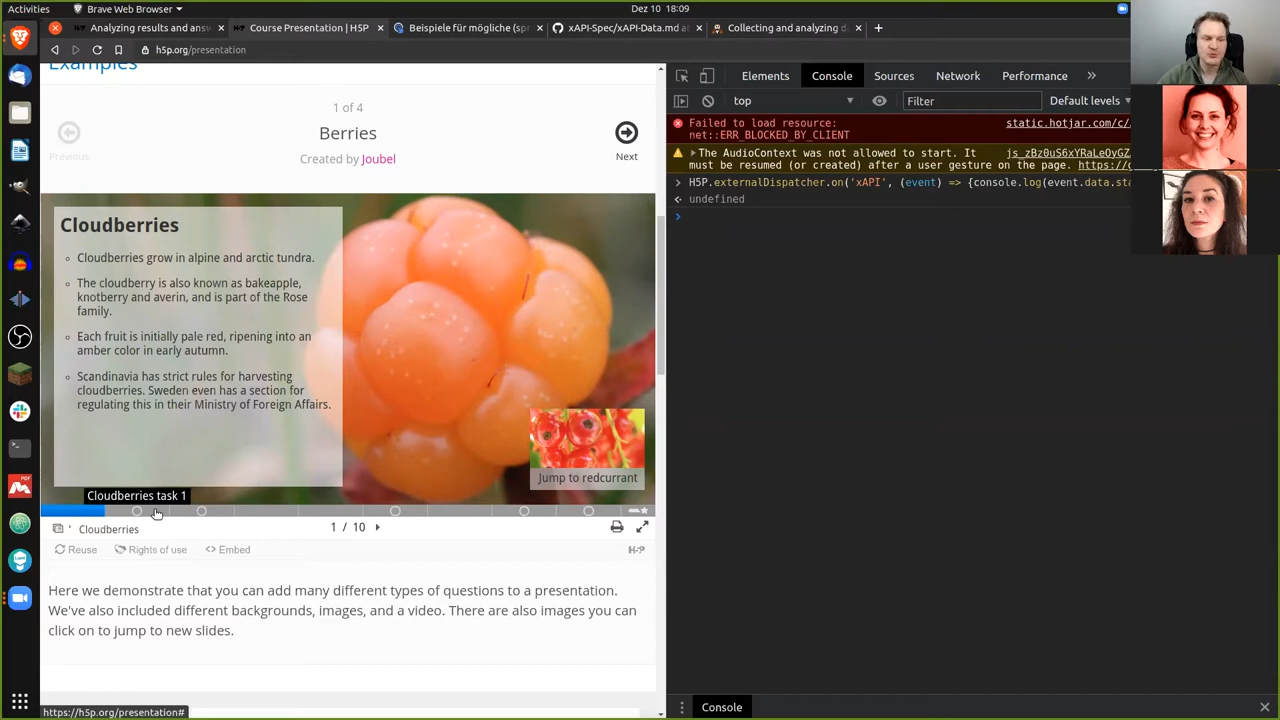 Activities
Brave Web Browser
Dez 10 18:09
Analyzing results and answ
Course Presentation | H5P
Beispiele für mögliche (spr
xAPI-Spec/xAPI-Data.md a
Collecting and analyzing d
h5p.org/presentation
Examples
1 of 4
Previous
Berries
Next
Created by Joubel
Cloudberries
Cloudberries grow in alpine and arctic tundra.
The cloudberry is also known as bakeapple,
knotberry and averin, and is part of the Rose
family.
Each fruit is initially pale red, ripening into an
amber color in early autumn.
Scandinavia has strict rules for harvesting
cloudberries. Sweden even has a section for
regulating this in their Ministry of Foreign Affairs.
Jump to redcurrant
Cloudberries task 1
Cloudberries
1 / 10
Reuse
Rights of use
<> Embed
H-P
Here we demonstrate that you can add many different types of questions to a presentation.
We've also included different backgrounds, images, and a video. There are also images you can
click on to jump to new slides.
https://h5p.org/presentation#
Elements
Console
Sources
Network
Performance
top
Filter
Default levels
Failed to load resource:
static.hotjar.com/c/
net::ERR_BLOCKED_BY_CLIENT
The AudioContext was not allowed to start. It
js_zBz0uS6xYRaLeOyGZ
must be resumed (or created) after a user gesture on the page. https://g
H5P.externalDispatcher.on('xAPI', (event) => {console.log(event.data.sta
undefined
Console